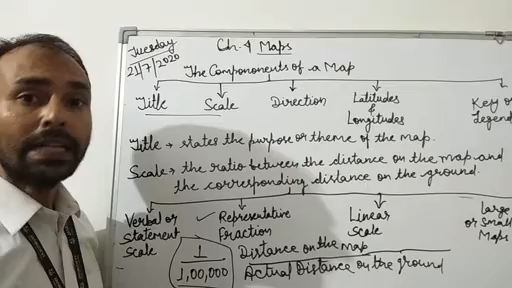 Tuesday
21/7/2020
Ch. 4 Maps
The Compononents of a Map
Title
Scale
Direction
Latitudes
&
Longitudes
Key or
Legend
Title → states the purpose or theme of the map.
Scale → the ratio between the distance on the map and
the corresponding distance on the ground.
Verbal or
Statement
Scale
✓ Representative
Fraction
Linear
Scale
Large
or Small
Maps
1
1,00,000
Distance on the map
Actual Distance on the ground